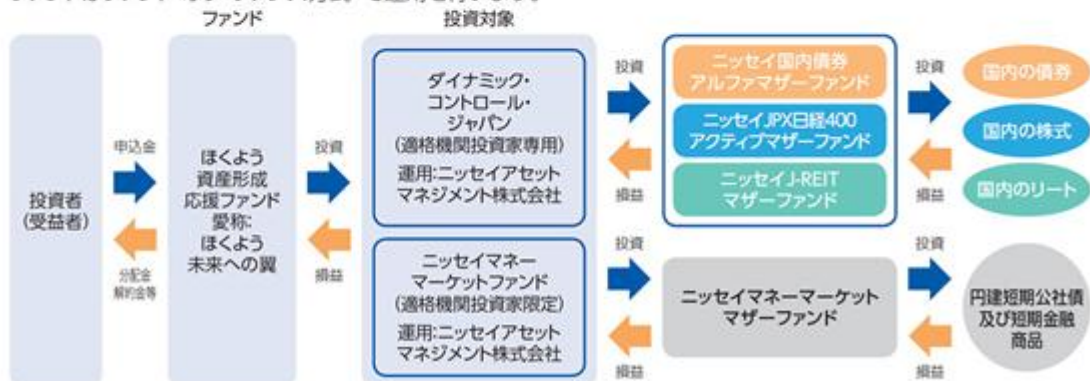 ファンド
投資対象
投資者
(受益者)
申込金
分配金
解約金等
ほくよう
資産形成
応援ファンド
愛称:
ほくよう
未来への翼
投資
損益
ダイナミック・
コントロール・
ジャパン
(適格機関投資家専用)
運用:ニッセイアセット
マネジメント株式会社
ニッセイマネー
マーケットファンド
(適格機関投資家限定)
運用:ニッセイアセット
マネジメント株式会社
投資
損益
ニッセイ国内債券
アルファマザーファンド
ニッセイJPX日経400
アクティブマザーファンド
ニッセイJ-REIT
マザーファンド
投資
損益
国内の債券
国内の株式
国内のリート
投資
損益
ニッセイマネーマーケット
マザーファンド
投資
損益
円建短期公社債
及び短期金融
商品